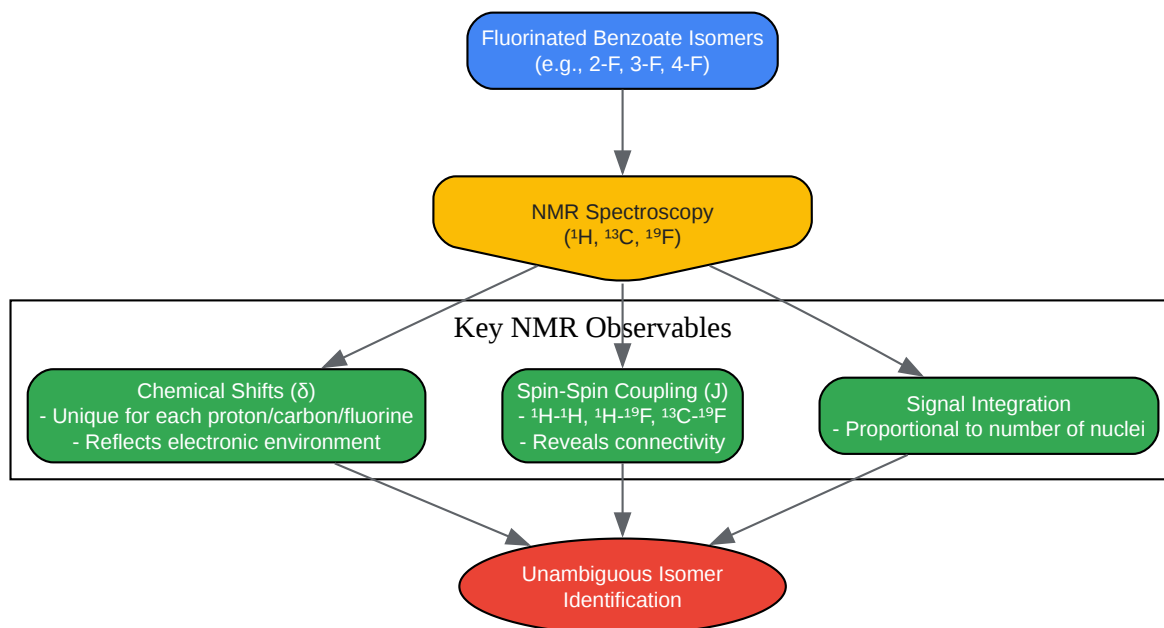 Fluorinated Benzoate Isomers
(e.g., 2-F, 3-F, 4-F)
NMR Spectroscopy
(¹H, ¹³C, ¹⁹F)
Key NMR Observables
Chemical Shifts (δ)
- Unique for each proton/carbon/fluorine
- Reflects electronic environment
Spin-Spin Coupling (J)
- ¹H-¹H, ¹H-¹⁹F, ¹³C-¹⁹F
- Reveals connectivity
Signal Integration
- Proportional to number of nuclei
Unambiguous Isomer
Identification